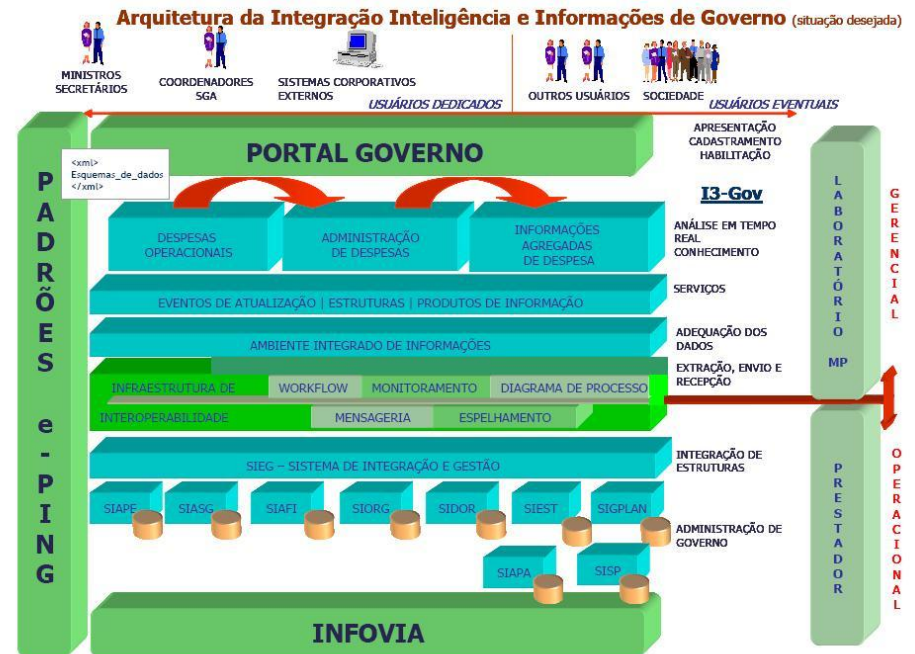 Arquitetura da Integração Inteligência e Informações de Governo (situação desejada)
MINISTROS
SECRETÁRIOS
COORDENADORES
SGA
SISTEMAS CORPORATIVOS
EXTERNOS
OUTROS USUÁRIOS
SOCIEDADE
USUÁRIOS DEDICADOS
USUÁRIOS EVENTUAIS
PADRÕES e-PING
<xml>
Esquemas_de_dados
</xml>
PORTAL GOVERNO
APRESENTAÇÃO
CADASTRAMENTO
HABILITAÇÃO
I3-Gov
DESPESAS
OPERACIONAIS
ADMINISTRAÇÃO
DE DESPESAS
INFORMAÇÕES
AGREGADAS
DE DESPESA
ANÁLISE EM TEMPO
REAL
CONHECIMENTO
EVENTOS DE ATUALIZAÇÃO | ESTRUTURAS | PRODUTOS DE INFORMAÇÃO
SERVIÇOS
AMBIENTE INTEGRADO DE INFORMAÇÕES
ADEQUAÇÃO DOS
DADOS
EXTRAÇÃO, ENVIO E
RECEPÇÃO
INFRAESTRUTURA DE
WORKFLOW
MONITORAMENTO
DIAGRAMA DE PROCESSO
INTEROPERABILIDADE
MENSAGERIA
ESPELHAMENTO
SIEG – SISTEMA DE INTEGRAÇÃO E GESTÃO
INTEGRAÇÃO DE
ESTRUTURAS
SIAPE
SIASG
SIAFI
SIORG
SIDOR
SIEST
SIGPLAN
ADMINISTRAÇÃO DE
GOVERNO
SIAPA
SISP
INFOVIA
LABORATÓRIO MP
PRESTADOR
GERENCIAL
OPERACIONAL